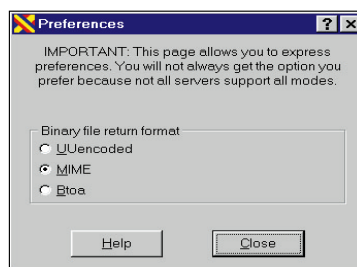 Preferences
IMPORTANT: This page allows you to express
preferences. You will not always get the option you
prefer because not all servers support all modes.
Binary file return format
UUencoded
MIME
Btoa
Help
Close